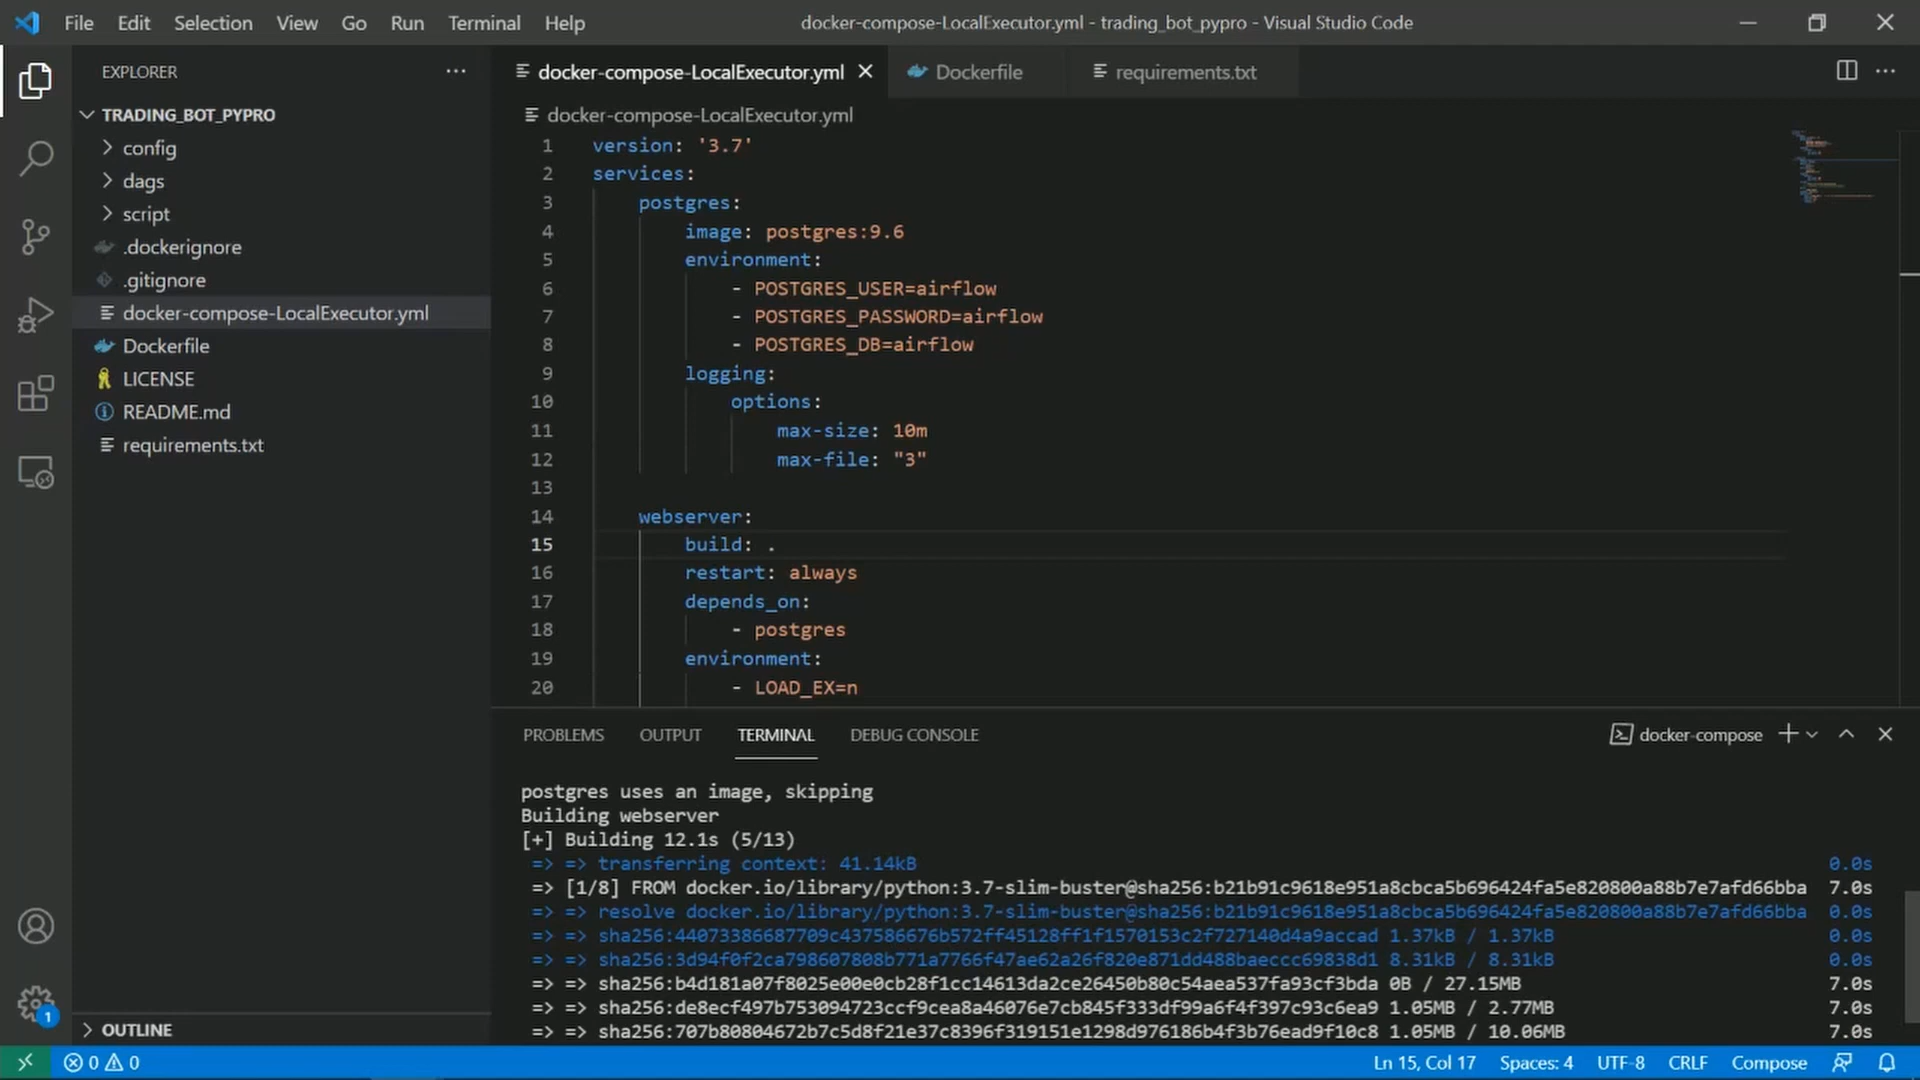 File Edit Selection View Go Run Terminal Help docker-compose-LocalExecutor.yml - trading_bot_pypro - Visual Studio Code
EXPLORER
TRADING_BOT_PYPRO
config
dags
script
.dockerignore
.gitignore
docker-compose-LocalExecutor.yml
Dockerfile
LICENSE
README.md
requirements.txt
OUTLINE
1
docker-compose-LocalExecutor.yml Dockerfile requirements.txt
docker-compose-LocalExecutor.yml
1 version: '3.7'
2 services:
3 postgres:
4 image: postgres:9.6
5 environment:
6 - POSTGRES_USER=airflow
7 - POSTGRES_PASSWORD=airflow
8 - POSTGRES_DB=airflow
9 logging:
10 options:
11 max-size: 10m
12 max-file: "3"
13
14 webserver:
15 build: .
16 restart: always
17 depends_on:
18 - postgres
19 environment:
20 - LOAD_EX=n
PROBLEMS OUTPUT TERMINAL DEBUG CONSOLE docker-compose
postgres uses an image, skipping
Building webserver
[+] Building 12.1s (5/13)
=> => transferring context: 41.14kB 0.0s
=> [1/8] FROM docker.io/library/python:3.7-slim-buster@sha256:b21b91c9618e951a8cbca5b696424fa5e820800a88b7e7afd66bba 7.0s
=> => resolve docker.io/library/python:3.7-slim-buster@sha256:b21b91c9618e951a8cbca5b696424fa5e820800a88b7e7afd66bba 0.0s
=> => sha256:44073386687709c437586676b572ff45128ff1f1570153c2f727140d4a9accad 1.37kB / 1.37kB 0.0s
=> => sha256:3d94f0f2ca798607808b771a7766f47ae62a26f820e871dd488baeccc69838d1 8.31kB / 8.31kB 0.0s
=> => sha256:b4d181a07f8025e00e0cb28f1cc14613da2ce26450b80c54aea537fa93cf3bda 0B / 27.15MB 7.0s
=> => sha256:de8ecf497b753094723ccf9cea8a46076e7cb845f333df99a6f4f397c93c6ea9 1.05MB / 2.77MB 7.0s
=> => sha256:707b80804672b7c5d8f21e37c8396f319151e1298d976186b4f3b76ead9f10c8 1.05MB / 10.06MB 7.0s
0 0 Ln 15, Col 17 Spaces: 4 UTF-8 CRLF Compose